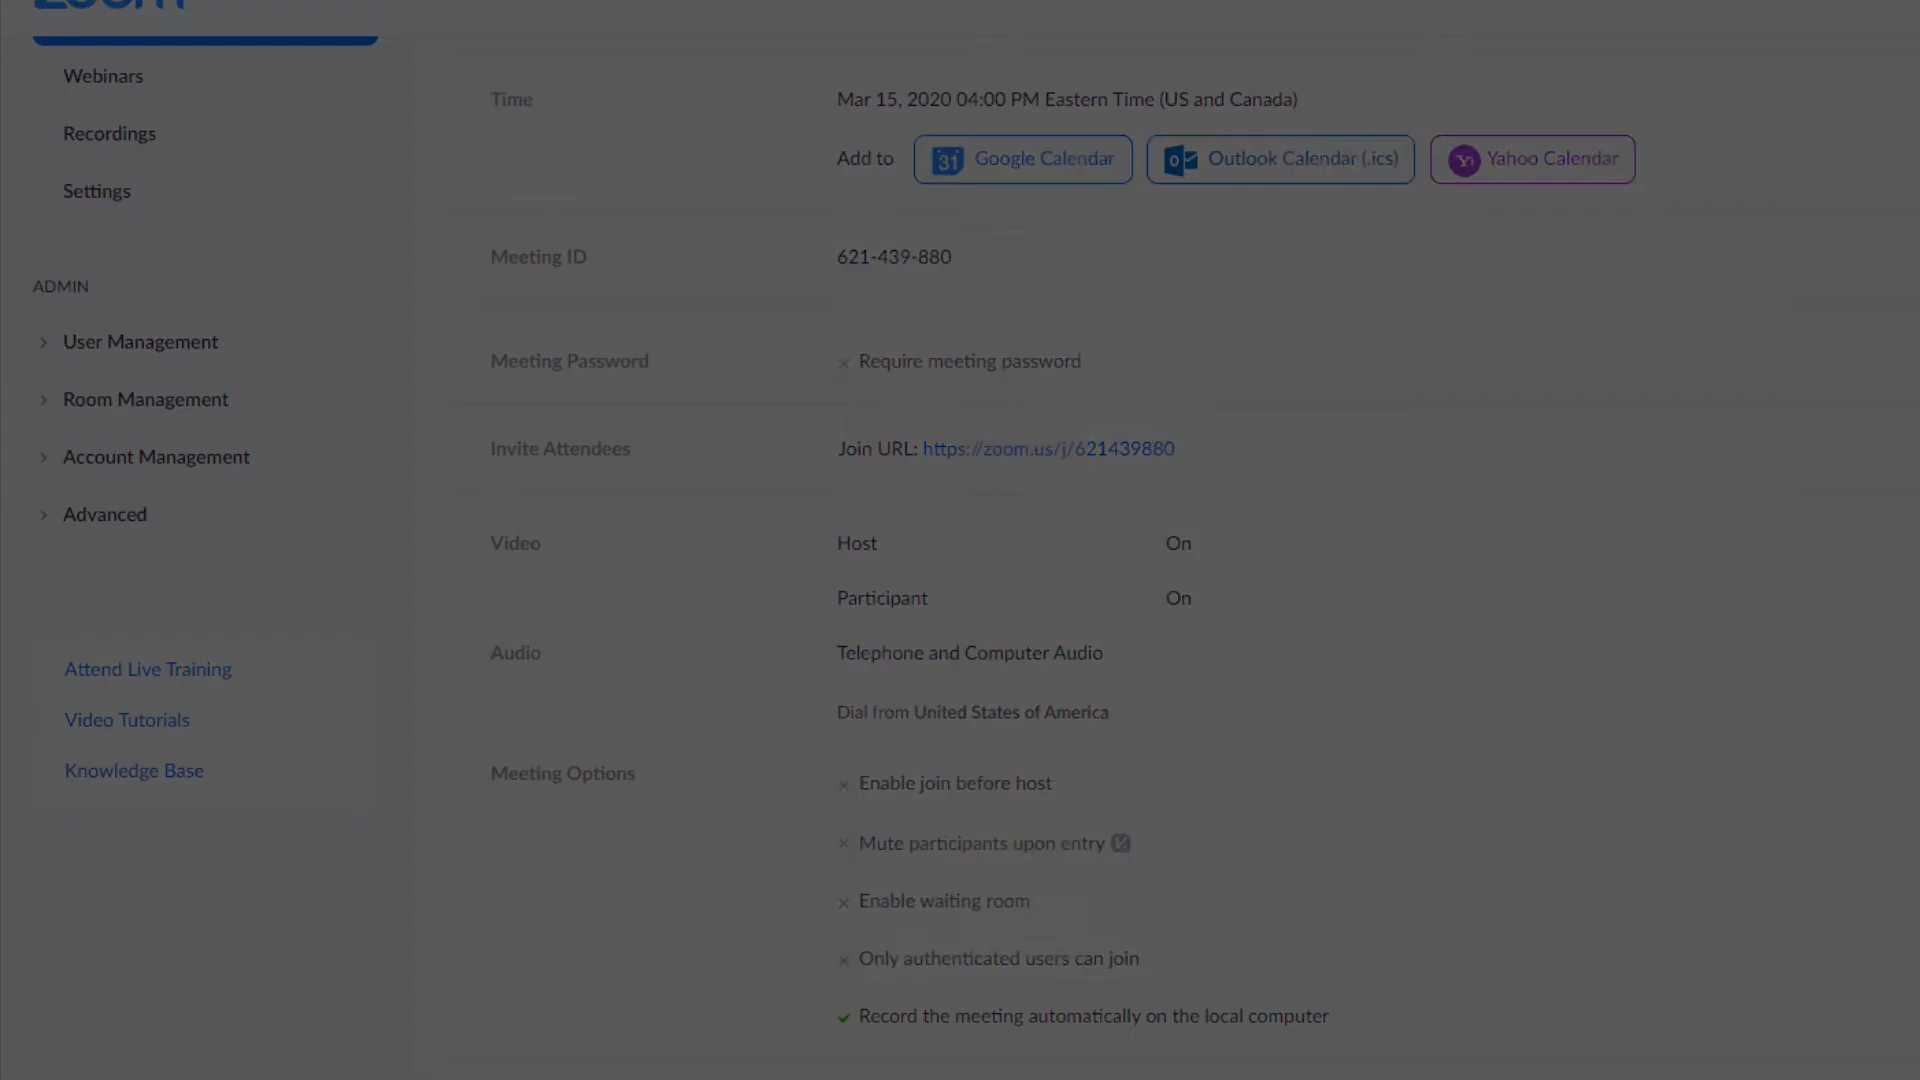 zoom
Webinars
Recordings
Settings
ADMIN
User Management
Room Management
Account Management
Advanced
Attend Live Training
Video Tutorials
Knowledge Base
Time Mar 15, 2020 04:00 PM Eastern Time (US and Canada)
Add to 31 Google Calendar Outlook Calendar (.ics) Yahoo Calendar
Meeting ID 621-439-880
Meeting Password × Require meeting password
Invite Attendees Join URL: https://zoom.us/j/621439880
Video Host On
Participant On
Audio Telephone and Computer Audio
Dial from United States of America
Meeting Options × Enable join before host
× Mute participants upon entry
× Enable waiting room
× Only authenticated users can join
✓ Record the meeting automatically on the local computer